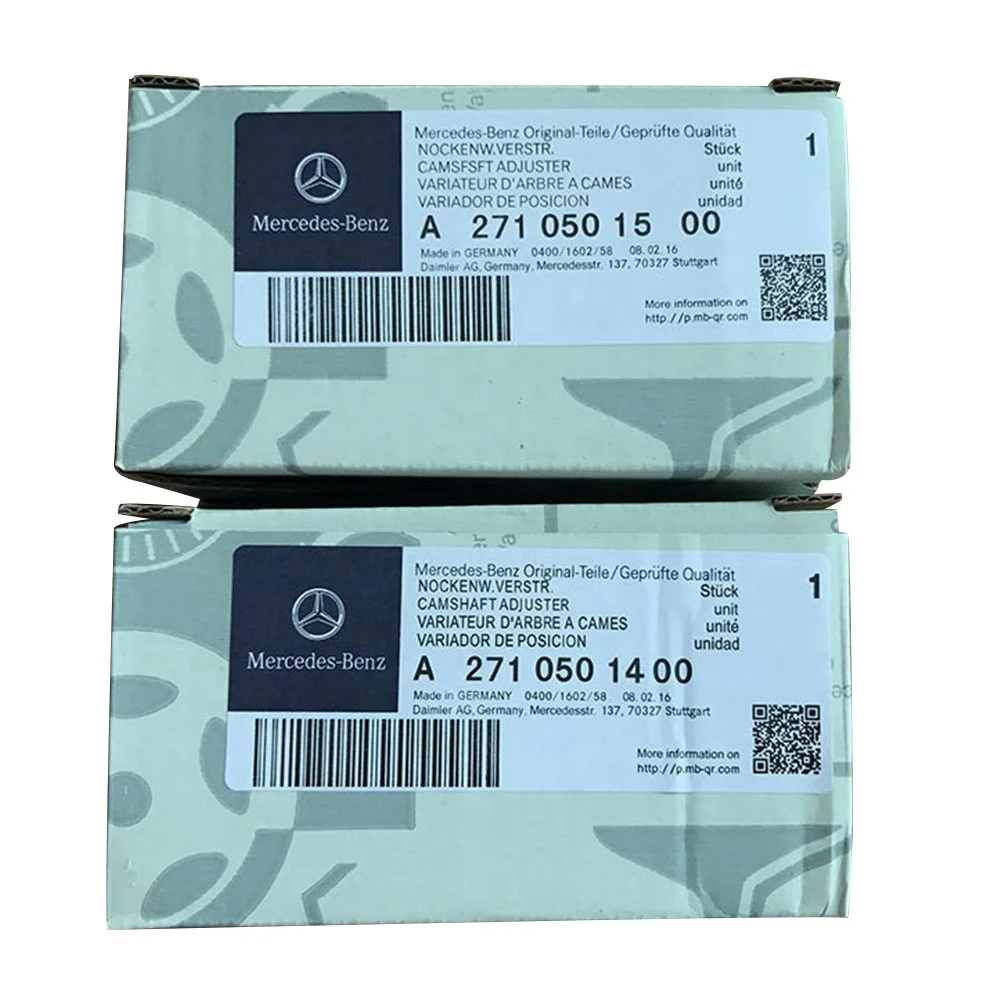 Mercedes-Benz Original-Teile/Geprüfte Qualität
NOCKENW.VERSTR. Stück
CAMSFSFT ADJUSTER unit
VARIATEUR D'ARBRE A CAMES unité
VARIADOR DE POSICION unidad
1
Mercedes-Benz
A 271 050 15 00
Made in GERMANY 0400/1602/58 08.02.16
Daimler AG, Germany, Mercedesstr. 137, 70327 Stuttgart
More information on
http://p.mb-qr.com
Mercedes-Benz Original-Teile/Geprüfte Qualität
NOCKENW.VERSTR. Stück
CAMSHAFT ADJUSTER unit
VARIATEUR D'ARBRE A CAMES unité
VARIADOR DE POSICION unidad
1
Mercedes-Benz
A 271 050 14 00
Made in GERMANY 0400/1602/58 08.02.16
Daimler AG, Germany, Mercedesstr. 137, 70327 Stuttgart
More information on
http://p.mb-qr.com